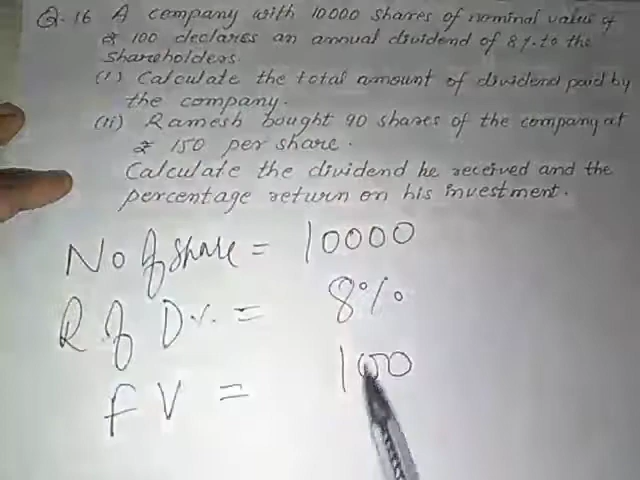 Q.16 A company with 10000 shares of nominal value of
₹ 100 declares an annual dividend of 8% to the
shareholders.
(i) Calculate the total amount of dividend paid by
the company.
(ii) Ramesh bought 90 shares of the company at
₹ 150 per share.
Calculate the dividend he received and the
percentage return on his investment.
No of share = 10000
R of Div. = 8%
FV = 100